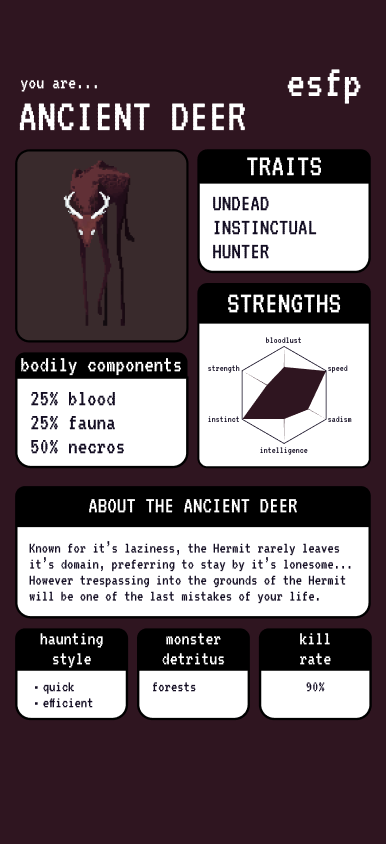 you are...
esfp
ANCIENT DEER
TRAITS
UNDEAD
INSTINCTUAL
HUNTER
STRENGTHS
bloodlust
strength
speed
instinct
sadism
intelligence
bodily components
25% blood
25% fauna
50% necros
ABOUT THE ANCIENT DEER
Known for it's laziness, the Hermit rarely leaves
it's domain, preferring to stay by it's lonesome...
However trespassing into the grounds of the Hermit
will be one of the last mistakes of your life.
haunting
style
• quick
• efficient
monster
detritus
forests
kill
rate
90%